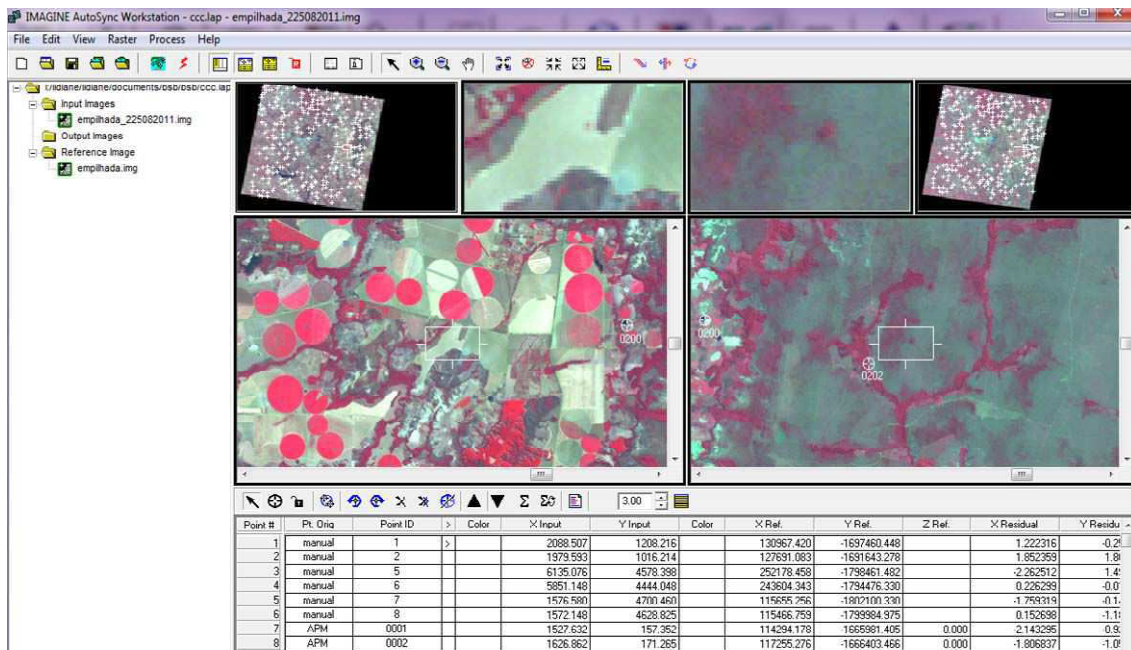 IMAGINE AutoSync Workstation - ccc.lap - empilhada_225082011.img
File Edit View Raster Process Help
Input Images
empilhada_225082011.img
Output Images
Reference Image
empilhada.img
0200
0200
0202
3.00
Point # Pt. Orig Point ID > Color X Input Y Input Color X Ref. Y Ref. Z Ref. X Residual Y Residu
1 manual 1 > 2088.507 1208.216 130967.420 -1697460.448 1.222316
2 manual 2 1979.593 1016.214 127691.083 -1691643.278 1.852359
3 manual 5 6135.076 4578.398 252178.458 -1798461.482 -2.262512
4 manual 6 5851.148 4444.048 243604.343 -1794476.330 0.226299
5 manual 7 1576.580 4700.460 115655.256 -1802100.330 -1.759319
6 manual 8 1572.148 4628.825 115466.759 -1799984.975 0.152698
7 APM 0001 1527.632 157.352 114294.178 -1665981.405 0.000 -2.143295
8 APM 0002 1626.862 171.265 117255.276 -1666403.466 0.000 -1.806837